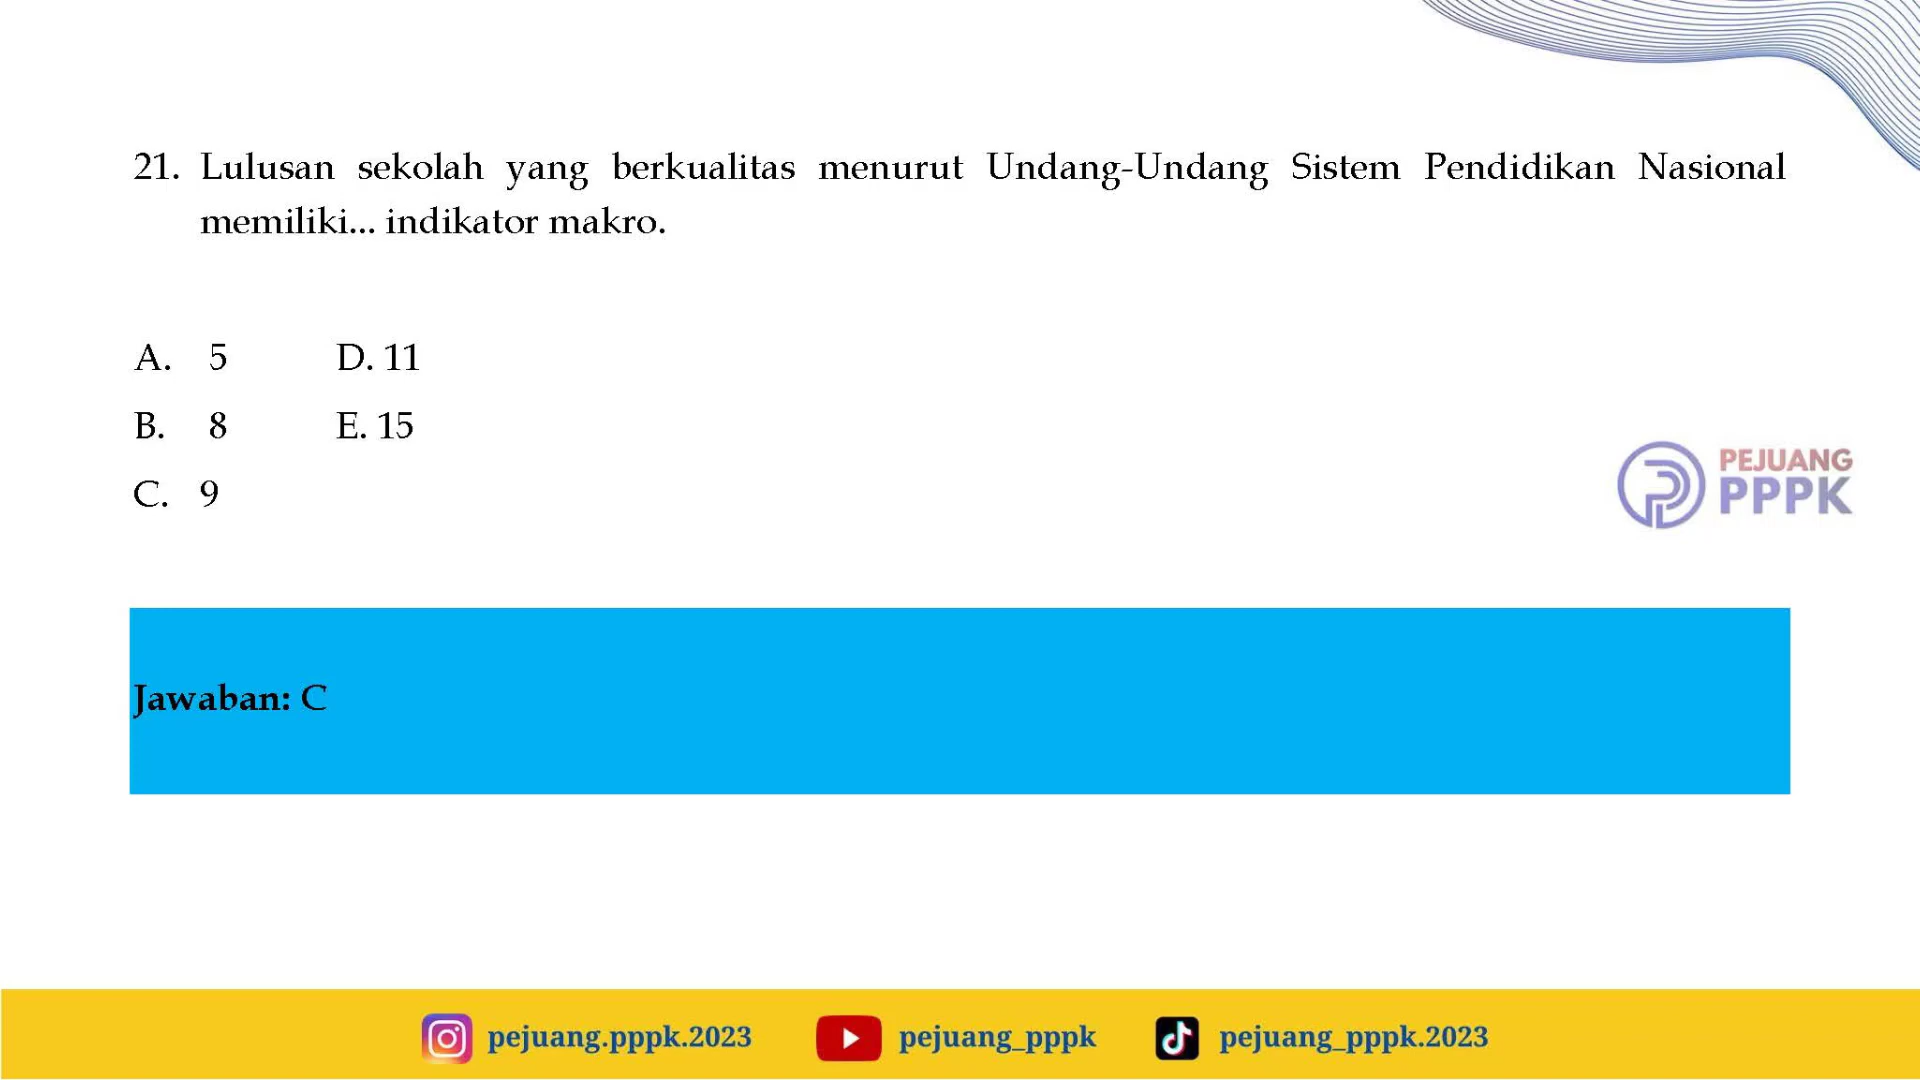 21. Lulusan sekolah yang berkualitas menurut Undang-Undang Sistem Pendidikan Nasional
memiliki... indikator makro.
A. 5 D. 11
B. 8 E. 15
C. 9
PEJUANG
PPPK
Jawaban: C
pejuang.pppk.2023 pejuang_pppk pejuang_pppk.2023